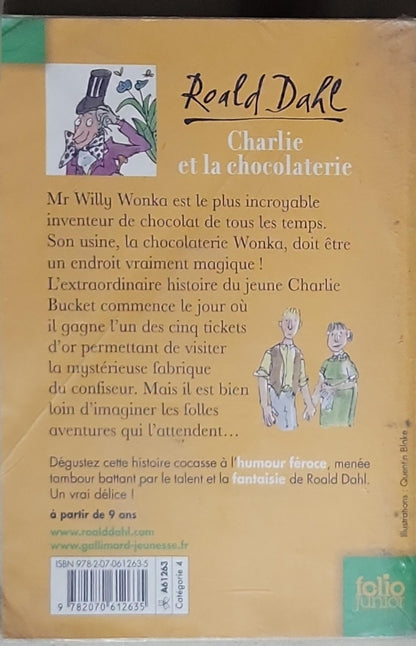 Roald Dahl
Charlie
et la chocolaterie
Mr Willy Wonka est le plus incroyable
inventeur de chocolat de tous les temps.
Son usine, la chocolaterie Wonka, doit être
un endroit vraiment magique !
L'extraordinaire histoire du jeune Charlie
Bucket commence le jour où
il gagne l'un des cinq tickets
d'or permettant de visiter
la mystérieuse fabrique
du confiseur. Mais il est bien
loin d'imaginer les folles
aventures qui l'attendent...
Illustrations : Quentin Blake
Dégustez cette histoire cocasse à l'humour féroce, menée
tambour battant par le talent et la fantaisie de Roald Dahl.
Un vrai délice !
à partir de 9 ans
www.roalddahl.com
www.gallimard-jeunesse.fr
ISBN 978-2-07-061263-5
9 782070 612635
A61263
Catégorie 4
folio
junior